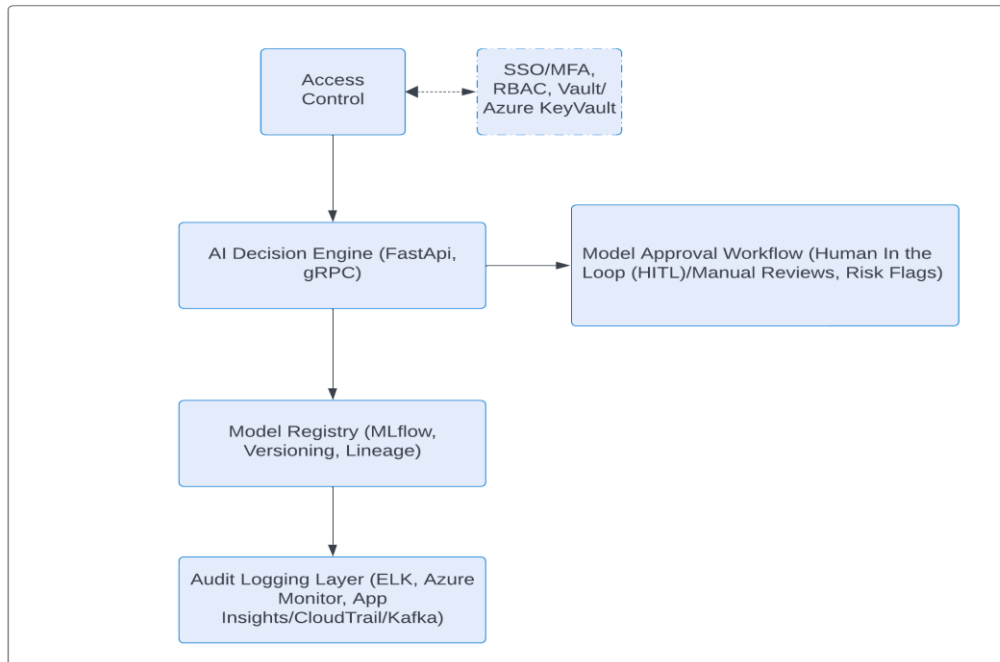 Access
Control
SSO/MFA,
RBAC, Vault/
Azure KeyVault
AI Decision Engine (FastApi,
gRPC)
Model Approval Workflow (Human In the
Loop (HITL)/Manual Reviews, Risk Flags)
Model Registry (MLflow,
Versioning, Lineage)
Audit Logging Layer (ELK, Azure
Monitor, App
Insights/CloudTrail/Kafka)